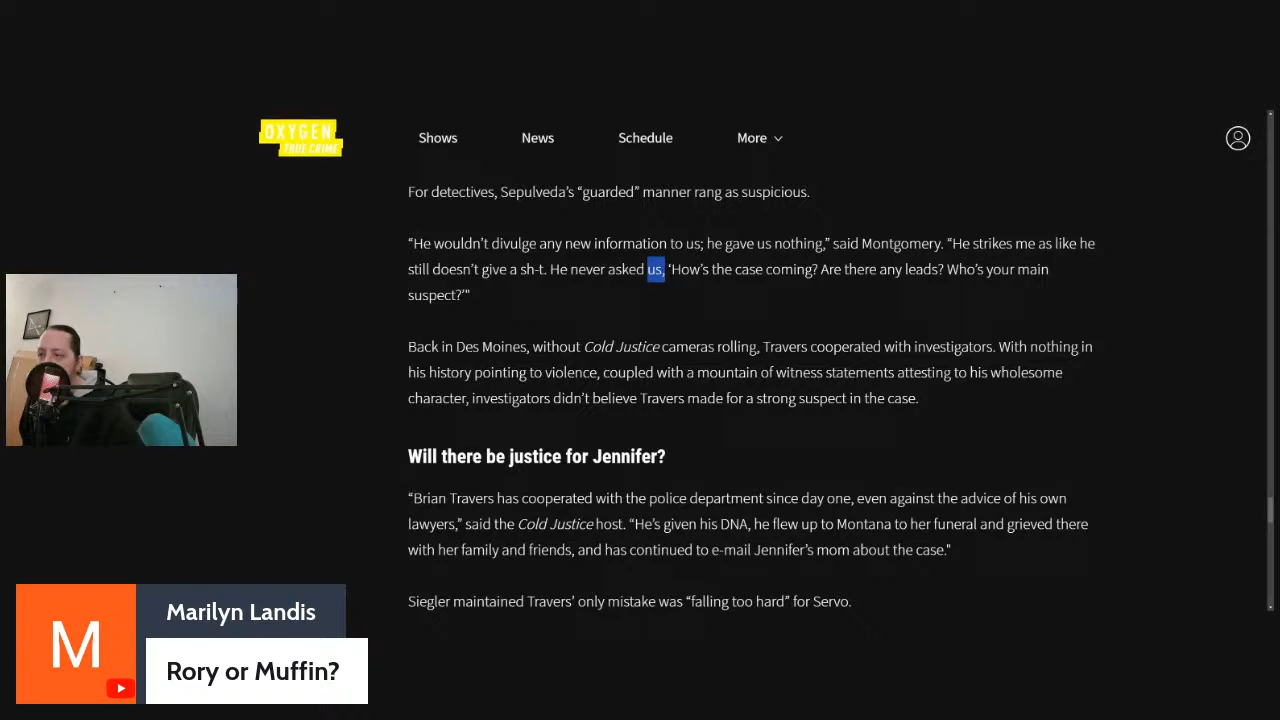 OXYGEN
TRUE CRIME
Shows
News
Schedule
More
For detectives, Sepulveda’s “guarded” manner rang as suspicious.
“He wouldn’t divulge any new information to us; he gave us nothing,” said Montgomery. “He strikes me as like he
still doesn’t give a sh-t. He never asked us, ‘How’s the case coming? Are there any leads? Who’s your main
suspect?’"
Back in Des Moines, without Cold Justice cameras rolling, Travers cooperated with investigators. With nothing in
his history pointing to violence, coupled with a mountain of witness statements attesting to his wholesome
character, investigators didn’t believe Travers made for a strong suspect in the case.
Will there be justice for Jennifer?
“Brian Travers has cooperated with the police department since day one, even against the advice of his own
lawyers,” said the Cold Justice host. “He’s given his DNA, he flew up to Montana to her funeral and grieved there
with her family and friends, and has continued to e-mail Jennifer’s mom about the case."
Siegler maintained Travers’ only mistake was “falling too hard” for Servo.
M
Marilyn Landis
Rory or Muffin?